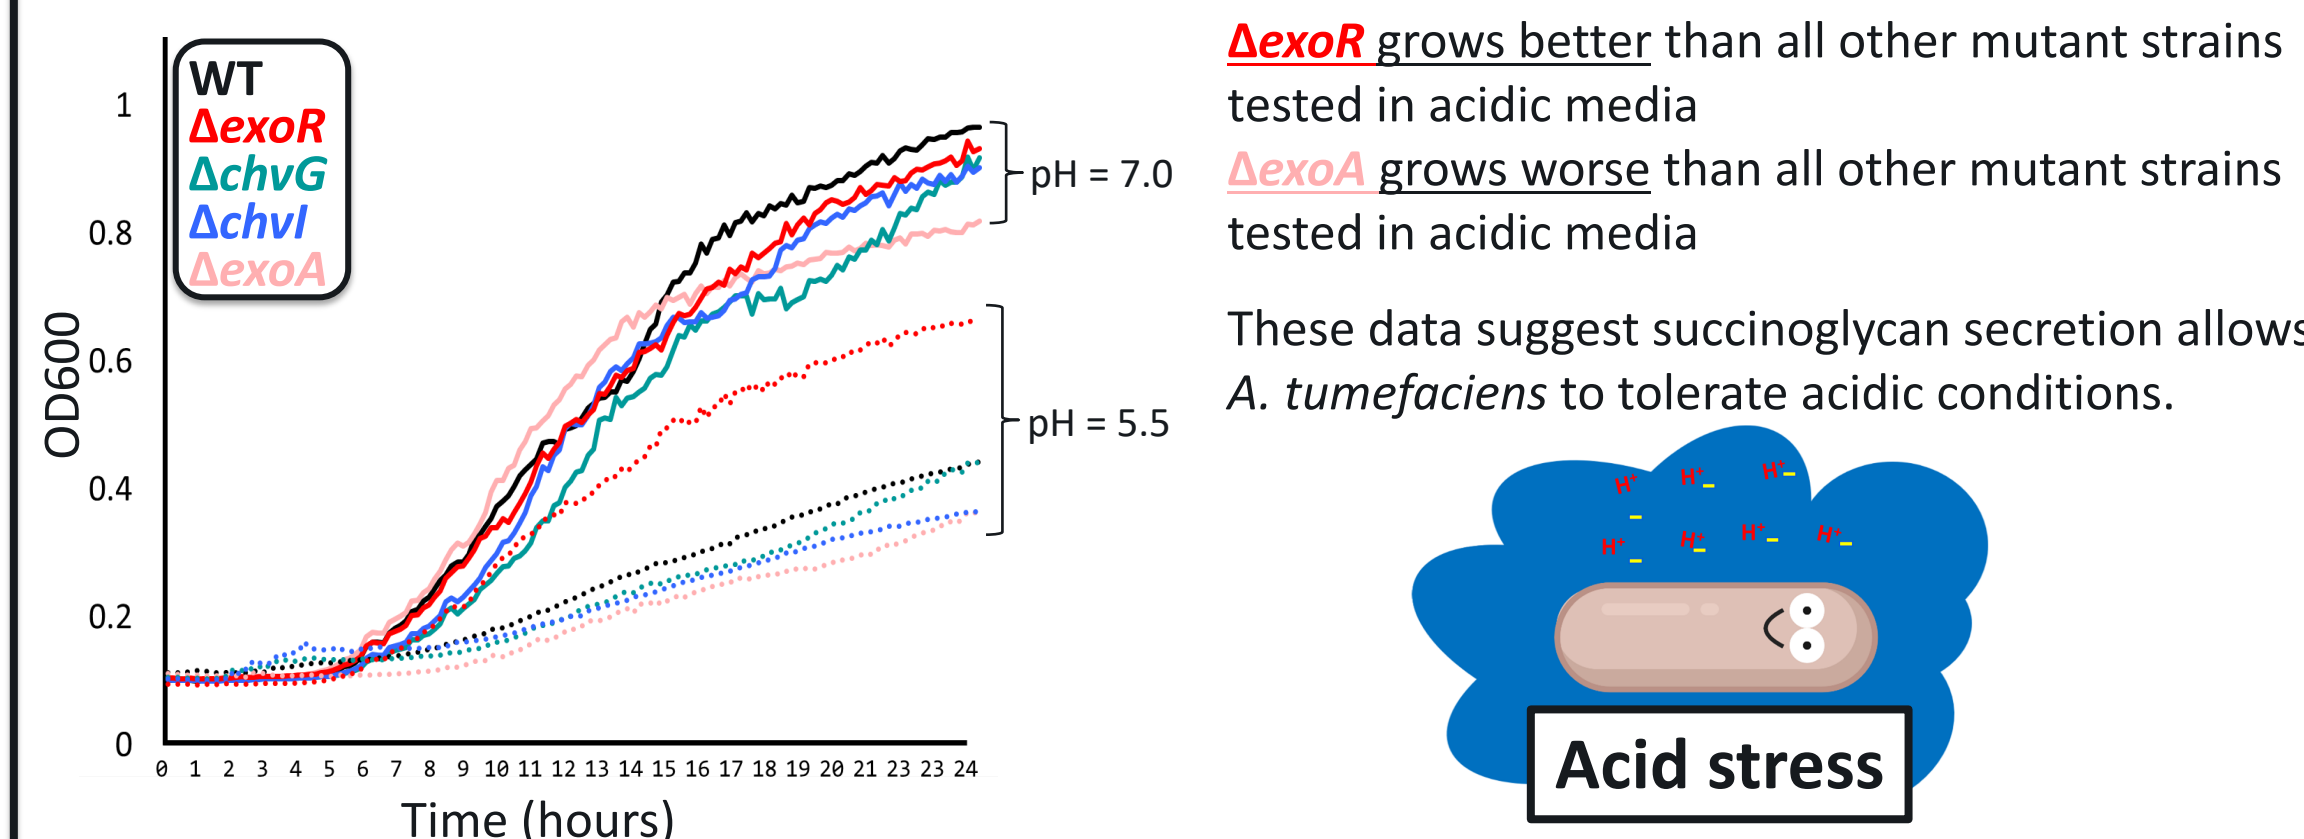 WT
ΔexoR
ΔchvG
ΔchvI
ΔexoA
1
0.8
0.6
0.4
0.2
0
OD600
0 1 2 3 4 5 6 7 8 9 10 11 12 13 14 15 16 17 18 19 20 21 22 23 24
Time (hours)
pH = 7.0
pH = 5.5
ΔexoR grows better than all other mutant strains
tested in acidic media
ΔexoA grows worse than all other mutant strains
tested in acidic media
These data suggest succinoglycan secretion allows
A. tumefaciens to tolerate acidic conditions.
H⁺ H⁺ H⁺
H⁺ H⁺ H⁺ H⁺
Acid stress